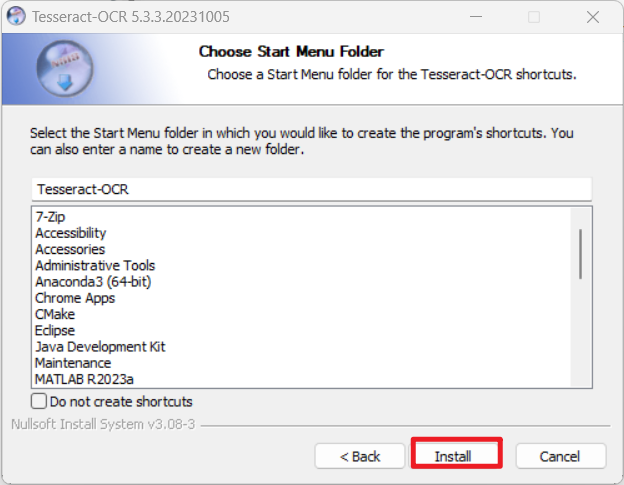 Tesseract-OCR 5.3.3.20231005
Choose Start Menu Folder
Choose a Start Menu folder for the Tesseract-OCR shortcuts.
Select the Start Menu folder in which you would like to create the program's shortcuts. You
can also enter a name to create a new folder.
Tesseract-OCR
7-Zip
Accessibility
Accessories
Administrative Tools
Anaconda3 (64-bit)
Chrome Apps
CMake
Eclipse
Java Development Kit
Maintenance
MATLAB R2023a
Do not create shortcuts
Nullsoft Install System v3.08-3
< Back
Install
Cancel